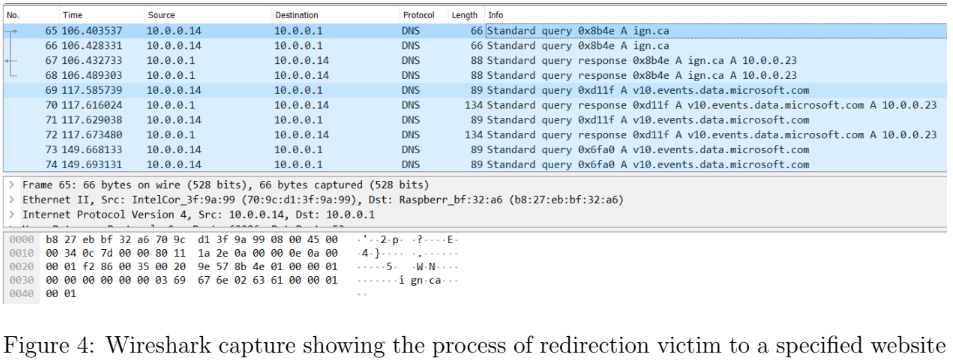 No. Time Source Destination Protocol Length Info
65 106.403537 10.0.0.14 10.0.0.1 DNS 66 Standard query 0x8b4e A ign.ca
66 106.428331 10.0.0.14 10.0.0.1 DNS 66 Standard query 0x8b4e A ign.ca
67 106.432733 10.0.0.1 10.0.0.14 DNS 88 Standard query response 0x8b4e A ign.ca A 10.0.0.23
68 106.489303 10.0.0.1 10.0.0.14 DNS 88 Standard query response 0x8b4e A ign.ca A 10.0.0.23
69 117.585739 10.0.0.14 10.0.0.1 DNS 89 Standard query 0xd11f A v10.events.data.microsoft.com
70 117.616024 10.0.0.1 10.0.0.14 DNS 134 Standard query response 0xd11f A v10.events.data.microsoft.com A 10.0.0.23
71 117.629038 10.0.0.14 10.0.0.1 DNS 89 Standard query 0xd11f A v10.events.data.microsoft.com
72 117.673480 10.0.0.1 10.0.0.14 DNS 134 Standard query response 0xd11f A v10.events.data.microsoft.com A 10.0.0.23
73 149.668133 10.0.0.14 10.0.0.1 DNS 89 Standard query 0x6fa0 A v10.events.data.microsoft.com
74 149.693131 10.0.0.14 10.0.0.1 DNS 89 Standard query 0x6fa0 A v10.events.data.microsoft.com
> Frame 65: 66 bytes on wire (528 bits), 66 bytes captured (528 bits)
> Ethernet II, Src: IntelCor_3f:9a:99 (70:9c:d1:3f:9a:99), Dst: Raspberr_bf:32:a6 (b8:27:eb:bf:32:a6)
> Internet Protocol Version 4, Src: 10.0.0.14, Dst: 10.0.0.1
0000 b8 27 eb bf 32 a6 70 9c d1 3f 9a 99 08 00 45 00 ·'··2·p· ·?····E·
0010 00 34 0c 7d 00 00 80 11 1a 2e 0a 00 00 0e 0a 00 ·4·}···· ·.······
0020 00 01 f2 86 00 35 00 20 9e 57 8b 4e 01 00 00 01 ·····5·  ·W·N····
0030 00 00 00 00 00 00 03 69 67 6e 02 63 61 00 00 01 ·······i gn·ca···
0040 00 01 ··
Figure 4: Wireshark capture showing the process of redirection victim to a specified website